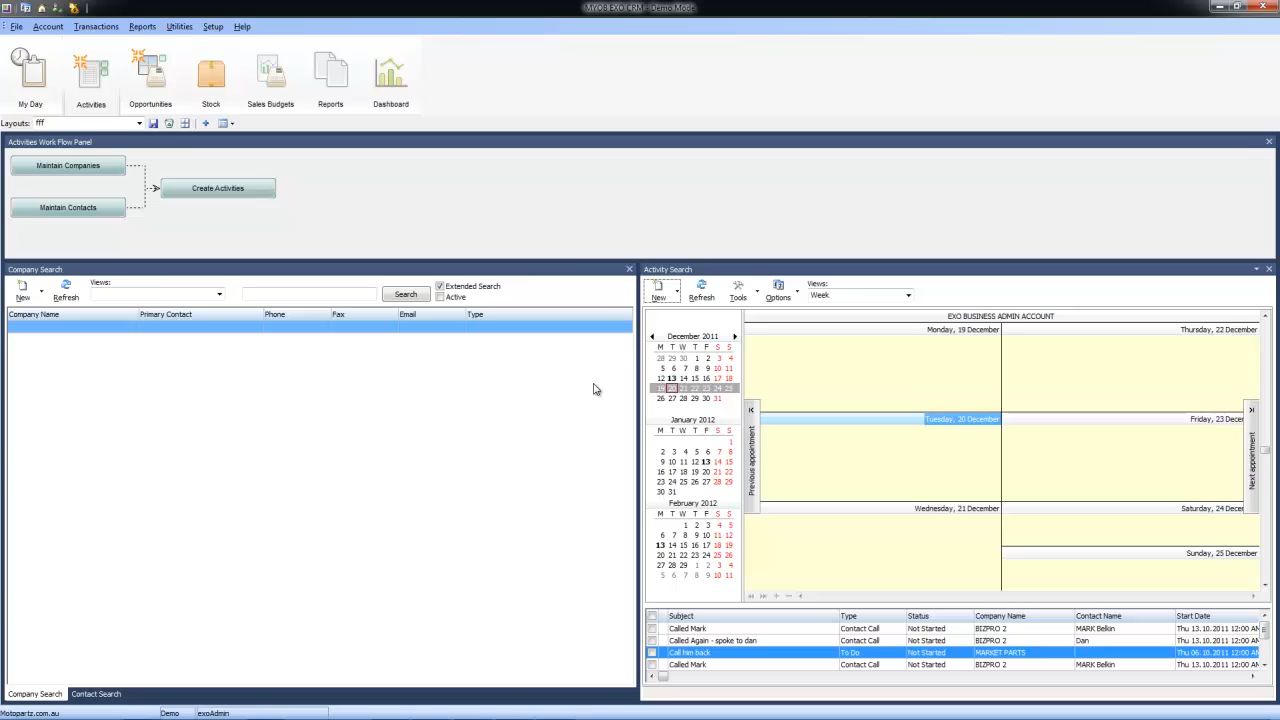 MYOB EXO CRM - Demo Mode
File Account Transactions Reports Utilities Setup Help
My Day Activities Opportunities Stock Sales Budgets Reports Dashboard
Layouts: fff
Activities Work Flow Panel
Maintain Companies
Create Activities
Maintain Contacts
Company Search
Views:
New Refresh Search Extended Search
Active
Company Name Primary Contact Phone Fax Email Type
Activity Search
New Refresh Tools Options Views:
Week
EXO BUSINESS ADMIN ACCOUNT
December 2011
M T W T F S S
28 29 30 1 2 3 4
5 6 7 8 9 10 11
12 13 14 15 16 17 18
19 20 21 22 23 24 25
26 27 28 29 30 31
January 2012
M T W T F S S
1
2 3 4 5 6 7 8
9 10 11 12 13 14 15
16 17 18 19 20 21 22
23 24 25 26 27 28 29
30 31
February 2012
M T W T F S S
1 2 3 4 5
6 7 8 9 10 11 12
13 14 15 16 17 18 19
20 21 22 23 24 25 26
27 28 29 1 2 3 4
5 6 7 8 9 10 11
Monday, 19 December Thursday, 22 December
Tuesday, 20 December Friday, 23 Decem
Wednesday, 21 December Saturday, 24 Decem
Sunday, 25 December
Previous appointment
Next appointment
Subject Type Status Company Name Contact Name Start Date
Called Mark Contact Call Not Started BIZPRO 2 MARK Belkin Thu 13.10.2011 12:00 AM
Called Again - spoke to dan Contact Call Not Started BIZPRO 2 Dan Thu 13.10.2011 12:00 AM
Call him back To Do Not Started MARKET PARTS Thu 06.10.2011 12:00 AM
Called Mark Contact Call Not Started BIZPRO 2 MARK Belkin Thu 13.10.2011 12:00 AM
Company Search Contact Search
Motopartz.com.au Demo exoAdmin